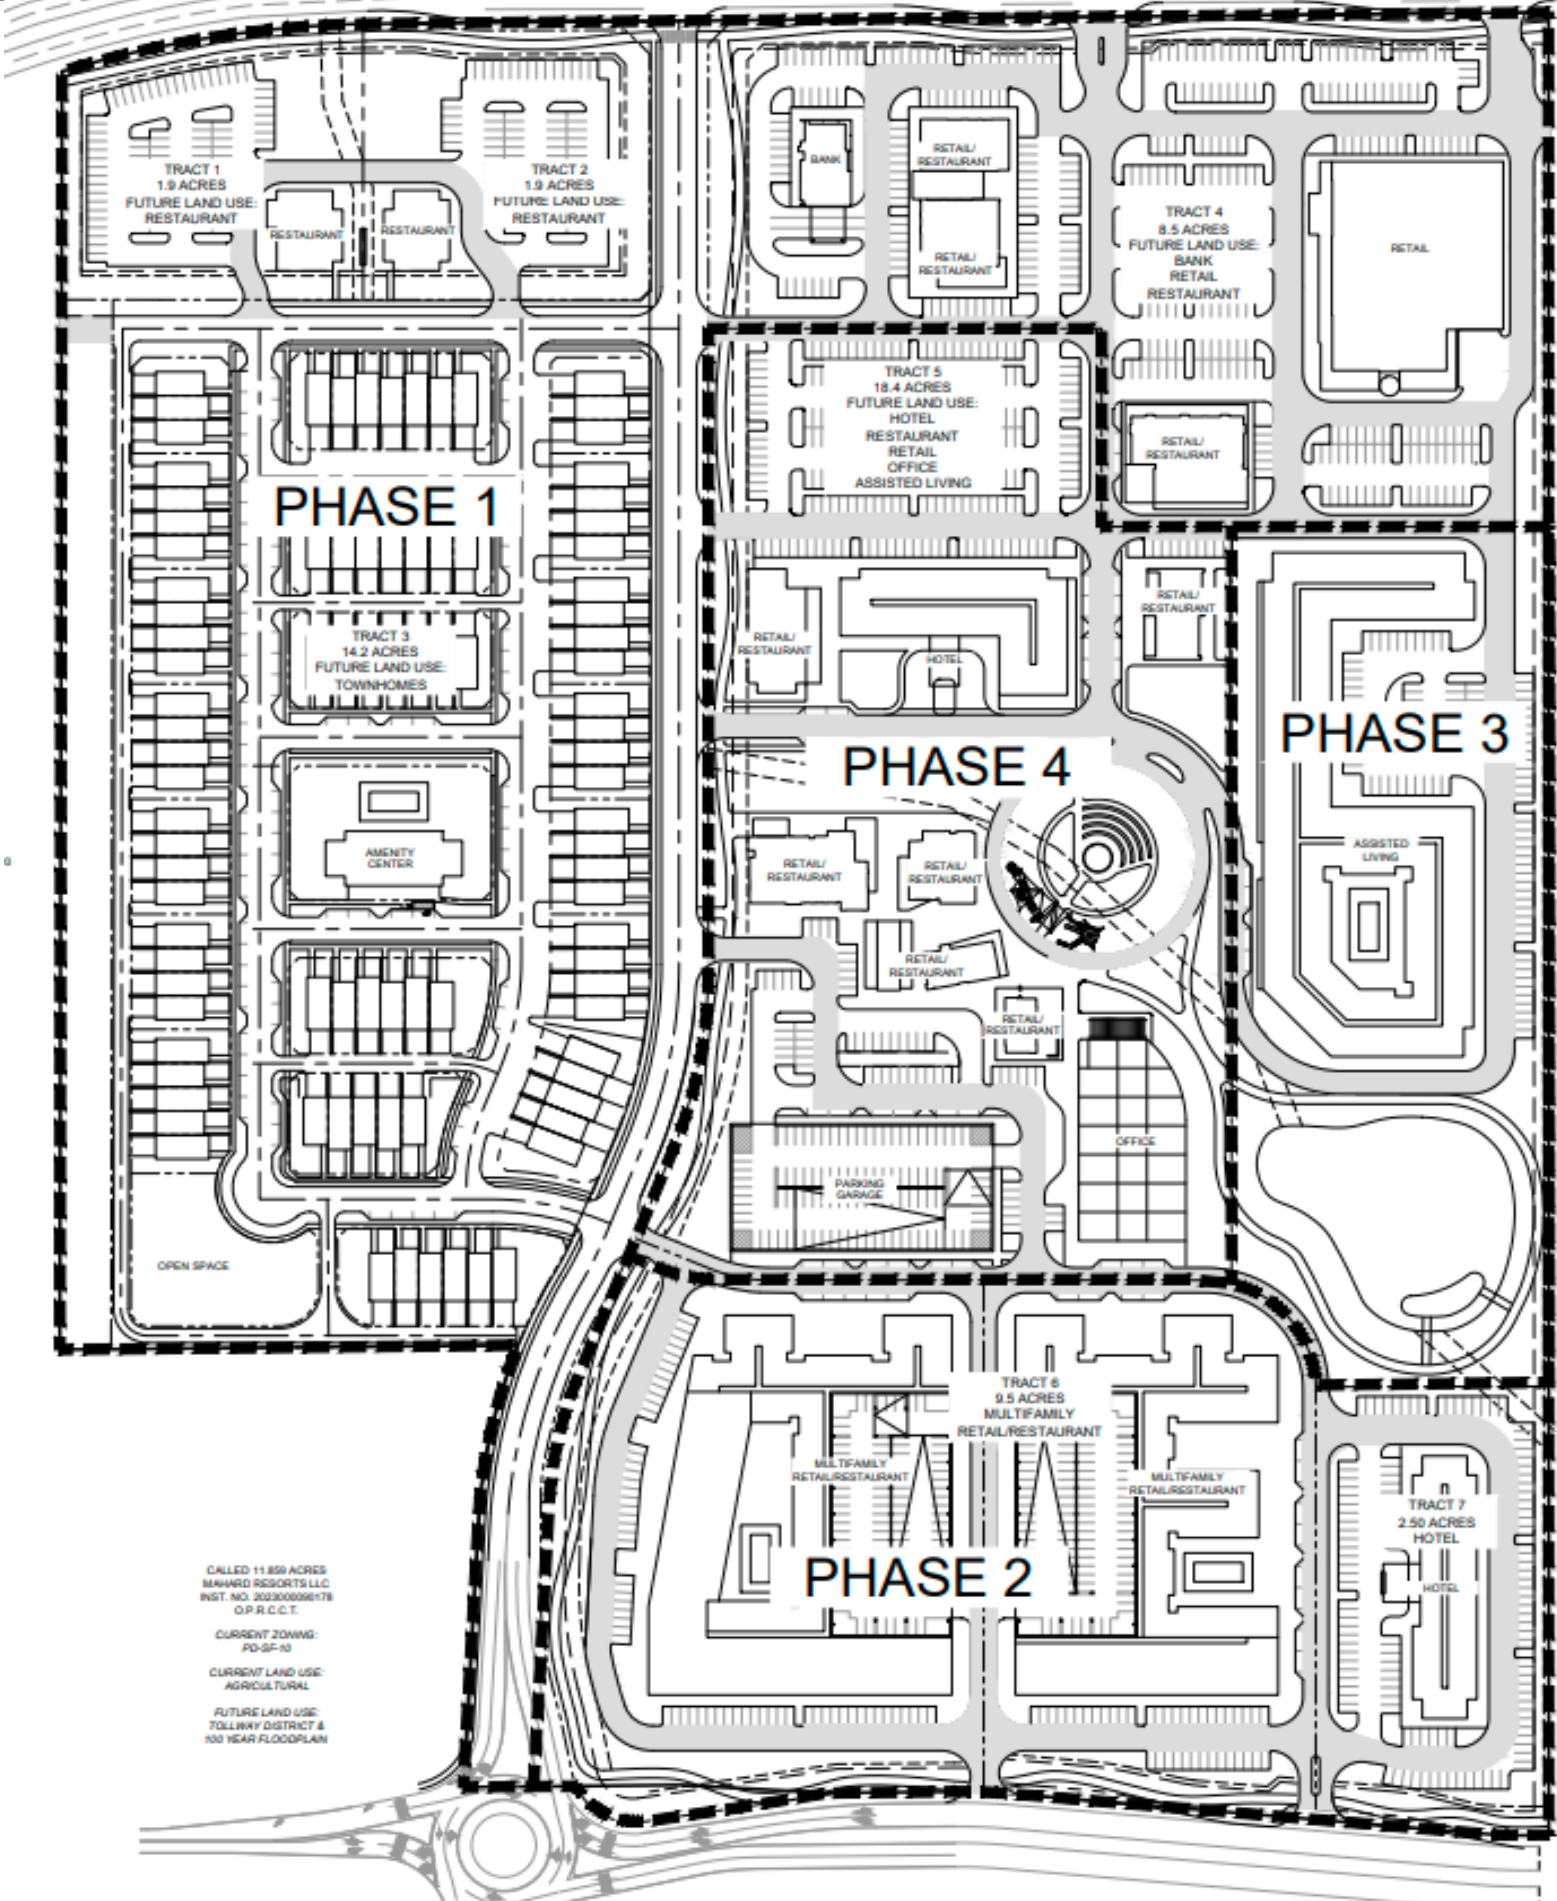 TRACT 1
1.9 ACRES
FUTURE LAND USE:
RESTAURANT
RESTAURANT
RESTAURANT
TRACT 2
1.9 ACRES
FUTURE LAND USE:
RESTAURANT
BANK
RETAIL/
RESTAURANT
RETAIL/
RESTAURANT
TRACT 4
8.5 ACRES
FUTURE LAND USE:
BANK
RETAIL
RESTAURANT
RETAIL
TRACT 5
18.4 ACRES
FUTURE LAND USE:
HOTEL
RESTAURANT
RETAIL
OFFICE
ASSISTED LIVING
RETAIL/
RESTAURANT
PHASE 1
TRACT 3
14.2 ACRES
FUTURE LAND USE:
TOWNHOMES
RETAIL/
RESTAURANT
HOTEL
RETAIL/
RESTAURANT
PHASE 3
PHASE 4
AMENITY
CENTER
RETAIL/
RESTAURANT
RETAIL/
RESTAURANT
ASSISTED
LIVING
RETAIL/
RESTAURANT
RETAIL/
RESTAURANT
OFFICE
PARKING
GARAGE
OPEN SPACE
TRACT 6
9.5 ACRES
MULTIFAMILY
RETAIL/RESTAURANT
MULTIFAMILY
RETAIL/RESTAURANT
MULTIFAMILY
RETAIL/RESTAURANT
TRACT 7
2.50 ACRES
HOTEL
HOTEL
PHASE 2
CALLED 11.859 ACRES
MAHARD RESORTS LLC
INST. NO.
O.P.R.C.C.T.
CURRENT ZONING:
PD-SF-10
CURRENT LAND USE:
AGRICULTURAL
FUTURE LAND USE:
TOLLWAY DISTRICT &
100 YEAR FLOODPLAIN